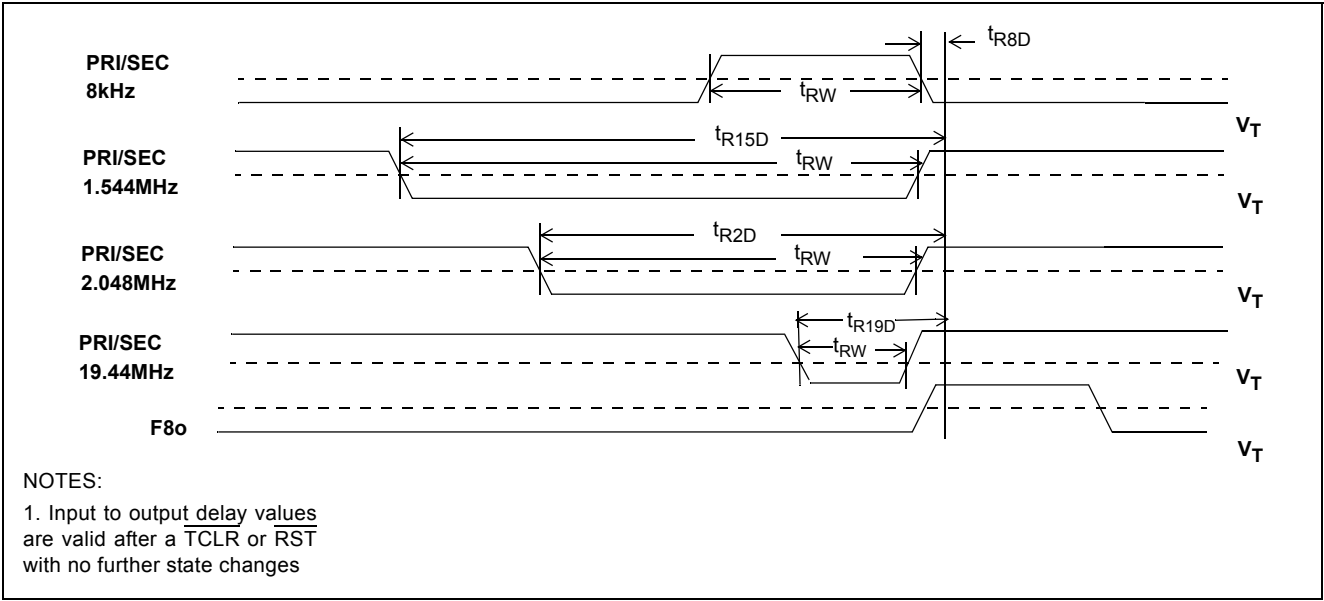 tR8D
PRI/SEC
8kHz
tRW
VT
tR15D
PRI/SEC
1.544MHz
tRW
VT
tR2D
PRI/SEC
2.048MHz
tRW
VT
tR19D
PRI/SEC
19.44MHz
tRW
VT
F8o
VT
NOTES:
1. Input to output delay values
are valid after a TCLR or RST
with no further state changes